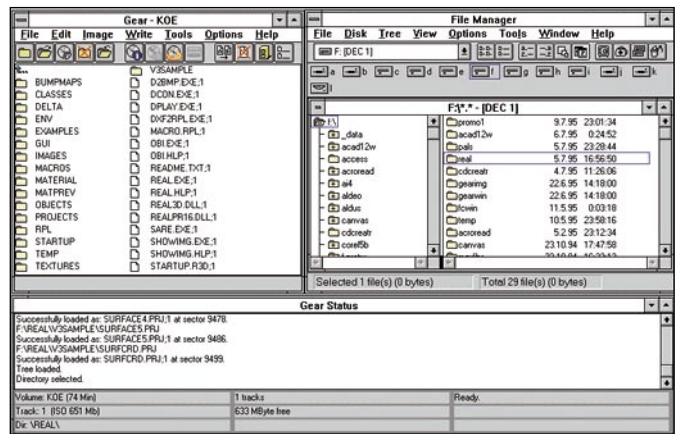 Gear - KOE
File Edit Image Write Tools Options Help
V3SAMPLE
BUMPMAPS
D2BMP.EXE;1
CLASSES
DCON.EXE;1
DELTA
DPLAY.EXE;1
ENV
DXF2RPL.EXE;1
EXAMPLES
MACRO.RPL;1
GUI
OBI.EXE;1
IMAGES
OBI.HLP;1
MACROS
README.TXT;1
MATERIAL
REAL.EXE;1
MATPREV
REAL.HLP;1
OBJECTS
REAL3D.DLL;1
PROJECTS
REALPR16.DLL;1
RPL
SARE.EXE;1
STARTUP
SHOWIMG.EXE;1
TEMP
SHOWIMG.HLP;1
TEXTURES
STARTUP.R3D;1
File Manager
File Disk Tree View Options Tools Window Help
F: [DEC 1]
a b c d e f g h i j k
l
F:\*.* - [DEC 1]
F:\
_data
acad12w
access
acroread
ai4
aldeo
aldus
canvas
cdcreatr
corel5b
promo1 9.7.95 23:01:34
acad12w 6.7.95 0:24:52
pals 5.7.95 23:28:44
real 5.7.95 16:56:50
cdcreatr 4.7.95 11:26:06
gearimg 22.6.95 14:18:00
gearwin 22.6.95 14:18:00
fcwin 11.5.95 0:03:18
temp 10.5.95 23:58:16
acroread 5.2.95 23:12:34
canvas 23.10.94 17:47:58
Selected 1 file(s) (0 bytes) Total 29 file(s) (0 bytes)
Gear Status
Successfully loaded as: SURFACE4.PRJ;1 at sector 9478.
F:\REAL\V3SAMPLE\SURFACE5.PRJ
Successfully loaded as: SURFACE5.PRJ;1 at sector 9486.
F:\REAL\V3SAMPLE\SURFCRD.PRJ
Successfully loaded as: SURFCRD.PRJ;1 at sector 9499.
Tree loaded.
Directory selected.
Volume: KOE (74 Min) 1 tracks Ready.
Track: 1 (ISO 651 Mb) 633 MByte free
Dir: \REAL\